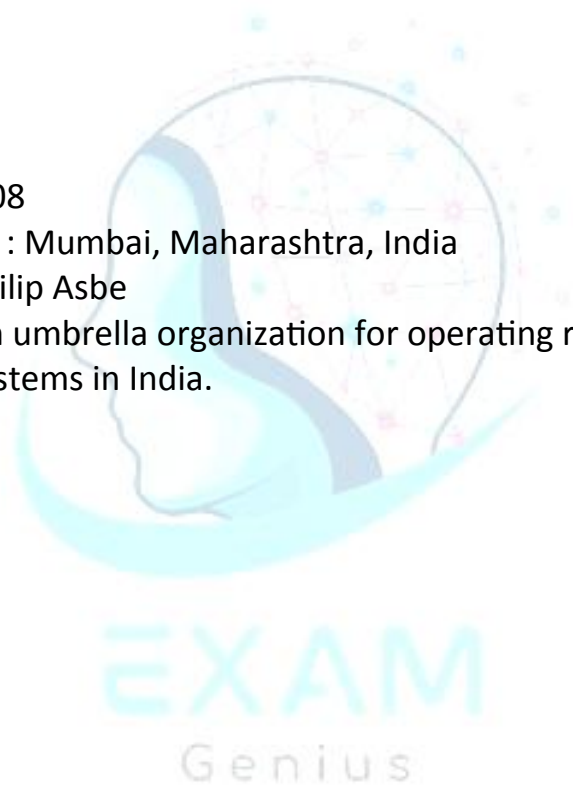 08
: Mumbai, Maharashtra, India
ilip Asbe
umbrella organization for operating r
stems in India.
EXAM
Genius